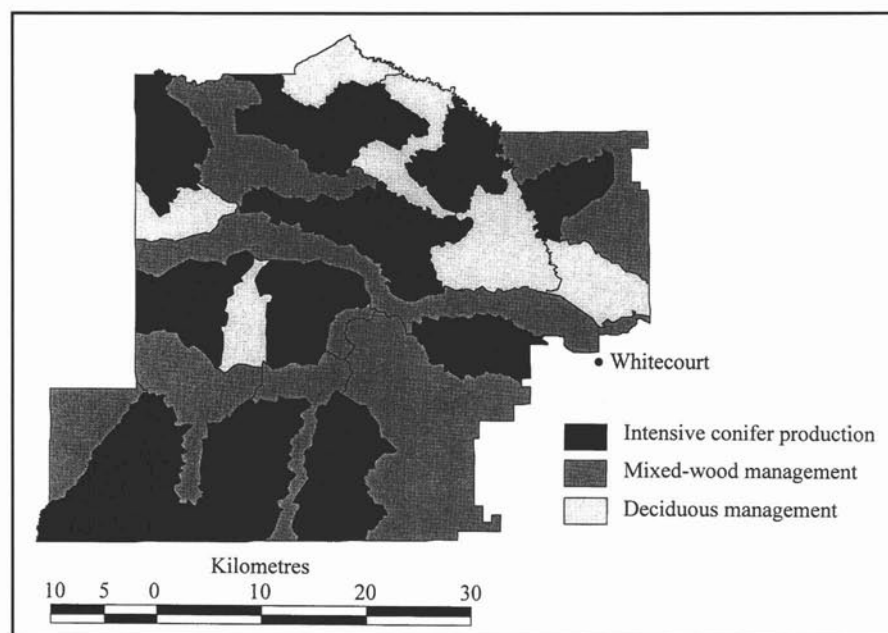 Whitecourt
Intensive conifer production
Mixed-wood management
Deciduous management
Kilometres
10 5 0 10 20 30